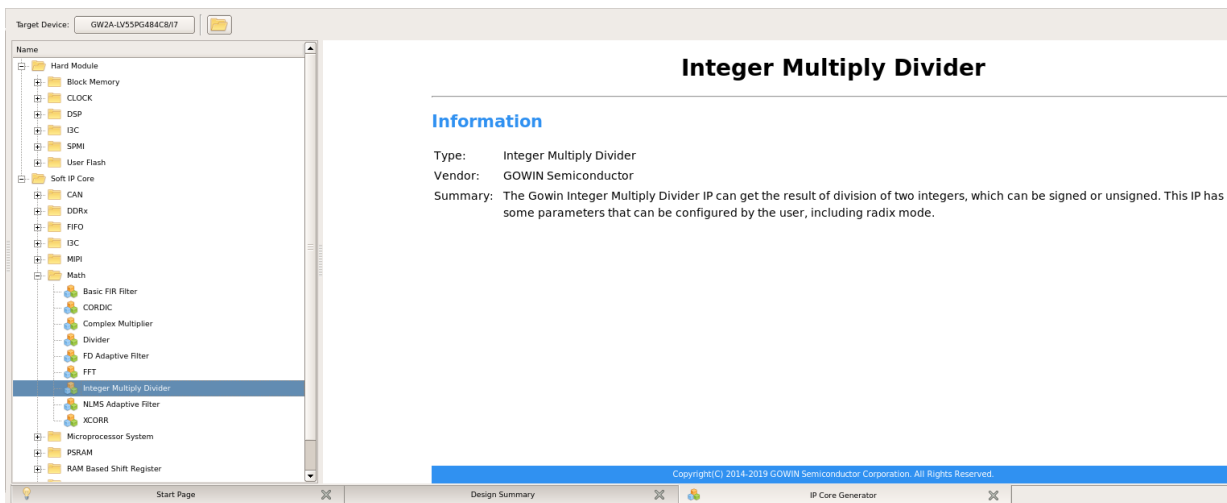 Target Device: GW2A-LV55PG484C8/I7
Name
Hard Module
Block Memory
CLOCK
DSP
I3C
SPMI
User Flash
Soft IP Core
CAN
DDRx
FIFO
I3C
MIPI
Math
Basic FIR Filter
CORDIC
Complex Multiplier
Divider
FD Adaptive Filter
FFT
Integer Multiply Divider
NLMS Adaptive Filter
XCORR
Microprocessor System
PSRAM
RAM Based Shift Register
Integer Multiply Divider
Information
Type: Integer Multiply Divider
Vendor: GOWIN Semiconductor
Summary: The Gowin Integer Multiply Divider IP can get the result of division of two integers, which can be signed or unsigned. This IP has
some parameters that can be configured by the user, including radix mode.
Copyright(C) 2014-2019 GOWIN Semiconductor Corporation. All Rights Reserved.
Start Page Design Summary IP Core Generator